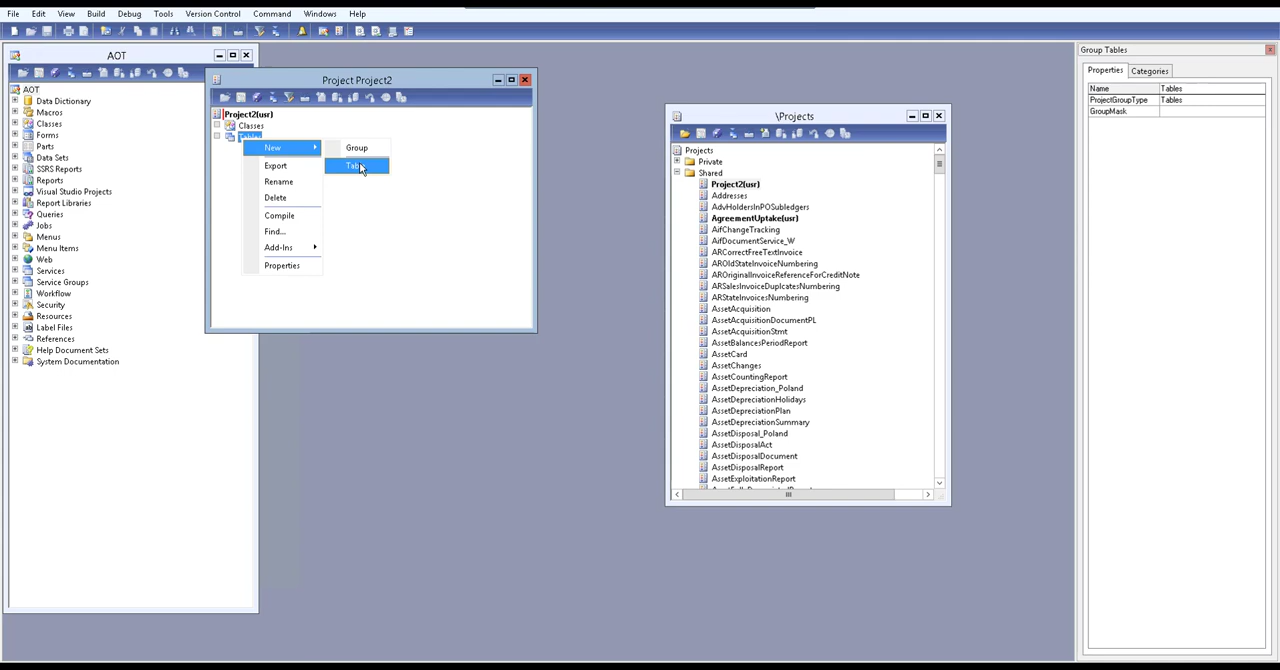 File Edit View Build Debug Tools Version Control Command Windows Help
AOT
AOT
Data Dictionary
Macros
Classes
Forms
Parts
Data Sets
SSRS Reports
Reports
Visual Studio Projects
Report Libraries
Queries
Jobs
Menus
Menu Items
Web
Services
Service Groups
Workflow
Security
Resources
Label Files
References
Help Document Sets
System Documentation
Project Project2
Project2(usr)
Classes
Tables
New
Export
Rename
Delete
Compile
Find...
Add-Ins
Properties
Group
\Projects
Projects
Private
Shared
Project2(usr)
Addresses
AdvHoldersInPOSubledgers
AgreementUptake(usr)
AifChangeTracking
AifDocumentService_W
ARCorrectFreeTextInvoice
AROldStateInvoiceNumbering
AROriginalInvoiceReferenceForCreditNote
ARSalesInvoiceDuplcatesNumbering
ARStateInvoicesNumbering
AssetAcquisition
AssetAcquisitionDocumentPL
AssetAcquisitionStmt
AssetBalancesPeriodReport
AssetCard
AssetChanges
AssetCountingReport
AssetDepreciation_Poland
AssetDepreciationHolidays
AssetDepreciationPlan
AssetDepreciationSummary
AssetDisposal_Poland
AssetDisposalAct
AssetDisposalDocument
AssetDisposalReport
AssetExploitationReport
Group Tables
Properties Categories
Name Tables
ProjectGroupType Tables
GroupMask